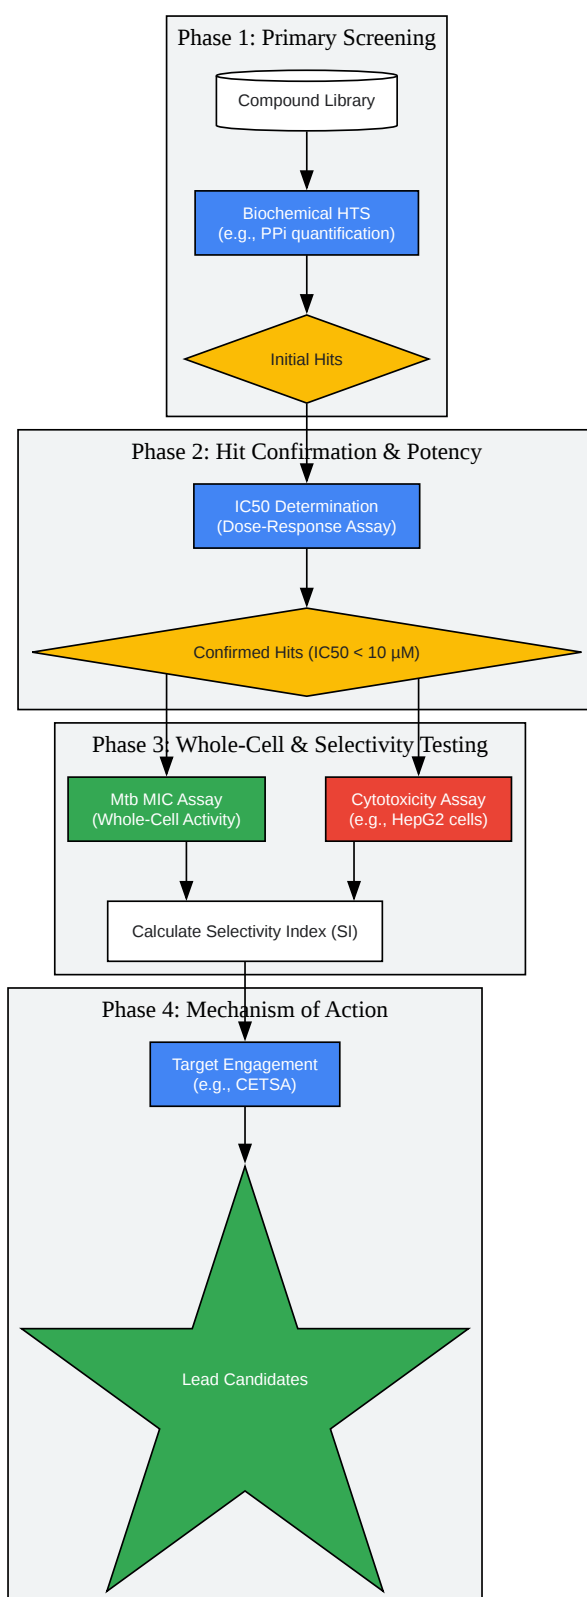 Phase 1: Primary Screening
Compound Library
Biochemical HTS
(e.g., PPi quantification)
Initial Hits
Phase 2: Hit Confirmation & Potency
IC50 Determination
(Dose-Response Assay)
Confirmed Hits (IC50 < 10 µM)
Phase 3: Whole-Cell & Selectivity Testing
Mtb MIC Assay
(Whole-Cell Activity)
Cytotoxicity Assay
(e.g., HepG2 cells)
Calculate Selectivity Index (SI)
Phase 4: Mechanism of Action
Target Engagement
(e.g., CETSA)
Lead Candidates